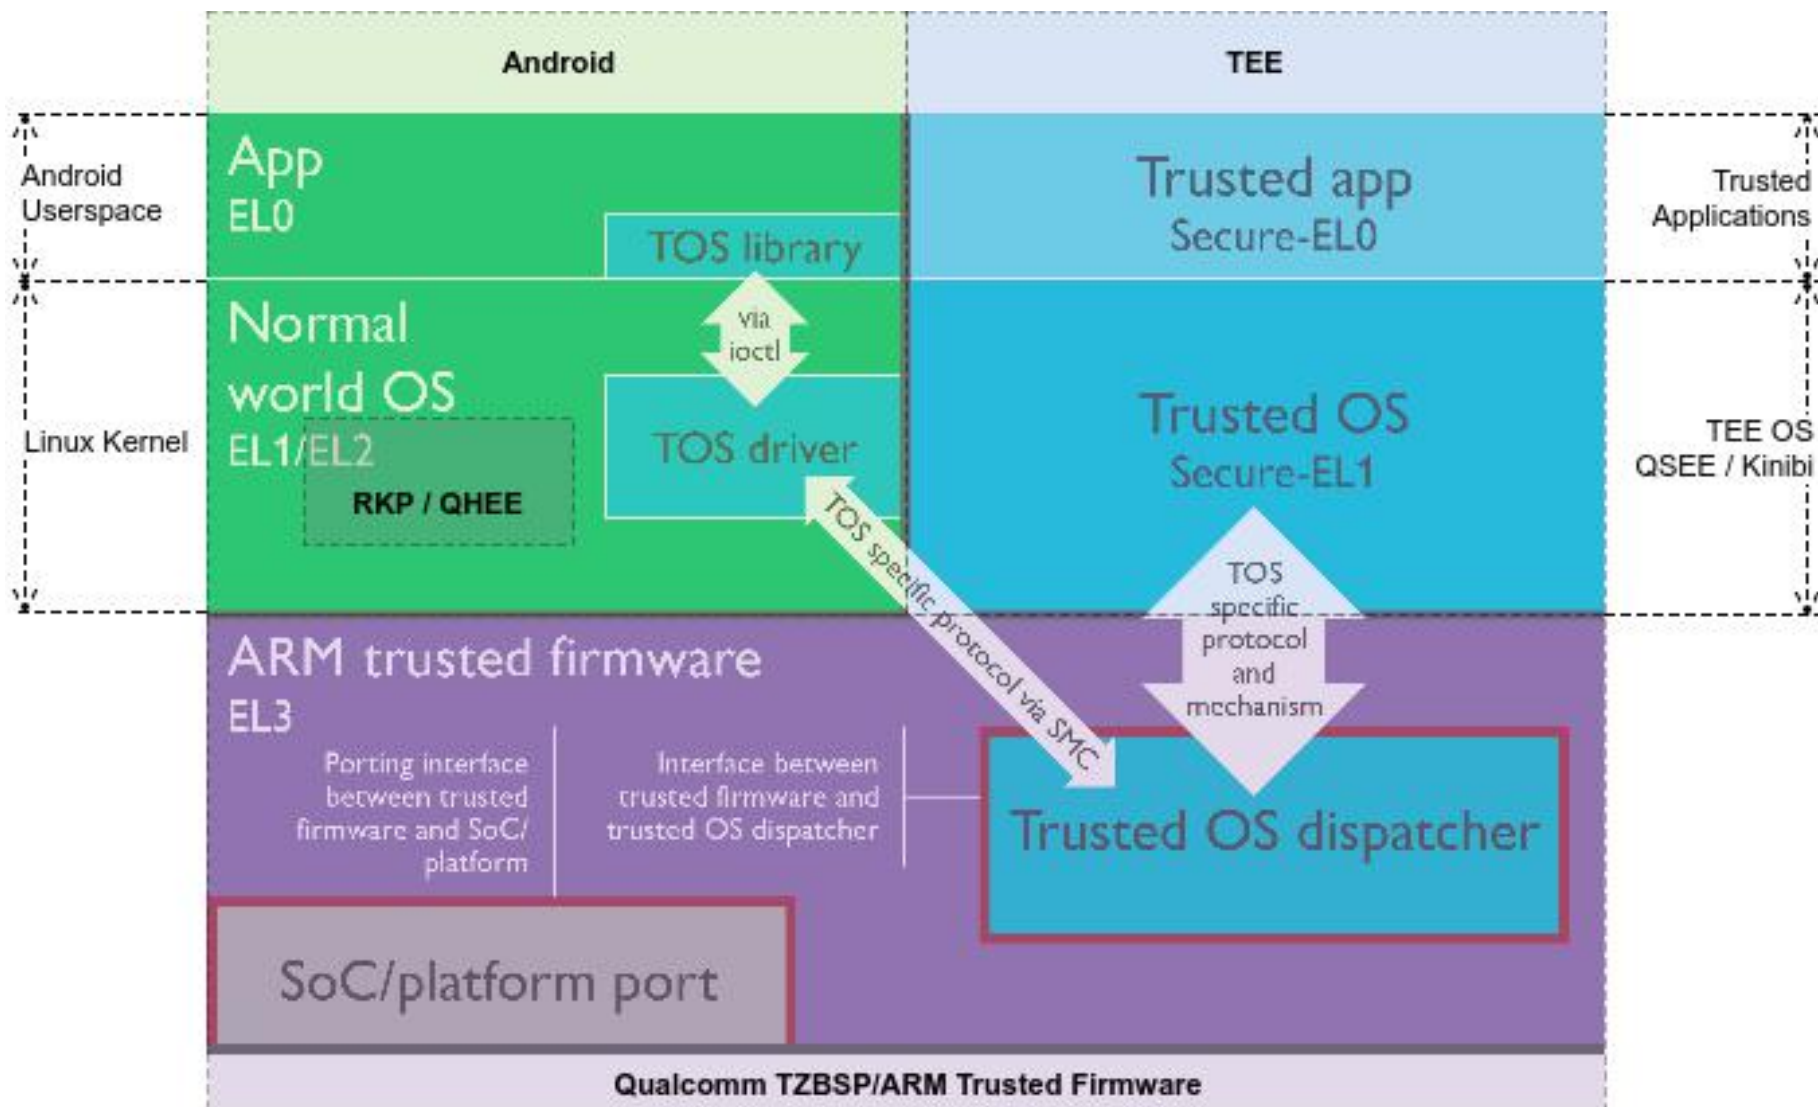 Android
TEE
Android
Userspace
App
EL0
TOS library
Trusted app
Secure-EL0
Trusted
Applications
Linux Kernel
Normal
world OS
EL1/EL2
RKP / QHEE
via
ioctl
TOS driver
Trusted OS
Secure-EL1
TEE OS
QSEE / Kinibi
TOS specific protocol via SMC
TOS
specific
protocol
and
mechanism
ARM trusted firmware
EL3
Porting interface
between trusted
firmware and SoC/
platform
Interface between
trusted firmware and
trusted OS dispatcher
Trusted OS dispatcher
SoC/platform port
Qualcomm TZBSP/ARM Trusted Firmware